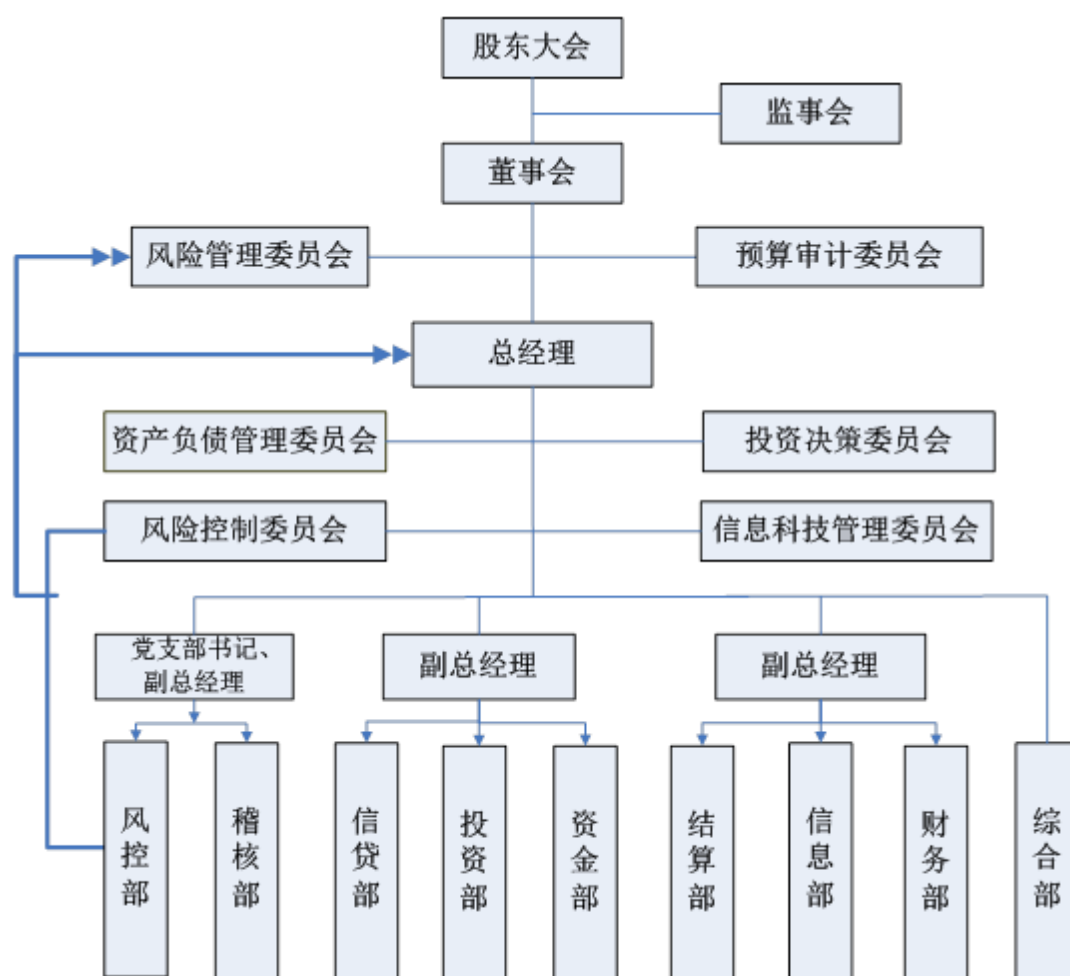 股东大会
监事会
董事会
风险管理委员会
预算审计委员会
总经理
资产负债管理委员会
投资决策委员会
风险控制委员会
信息科技管理委员会
党支部书记、
副总经理
副总经理
副总经理
风控部
稽核部
信贷部
投资部
资金部
结算部
信息部
财务部
综合部